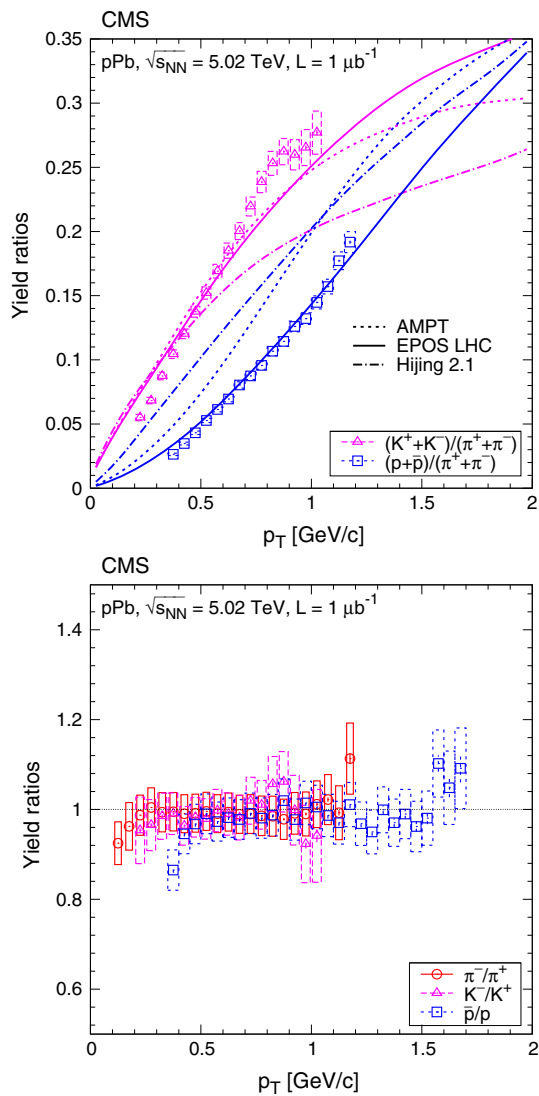 CMS
pPb, √sNN = 5.02 TeV, L = 1 μb⁻¹
0.35
0.3
0.25
0.2
0.15
0.1
0.05
0
Yield ratios
AMPT
EPOS LHC
Hijing 2.1
(K⁺+K⁻)/(π⁺+π⁻)
(p+p̄)/(π⁺+π⁻)
0 0.5 1 1.5 2
pT [GeV/c]
CMS
pPb, √sNN = 5.02 TeV, L = 1 μb⁻¹
1.4
1.2
1
0.8
0.6
Yield ratios
π⁻/π⁺
K⁻/K⁺
p̄/p
0 0.5 1 1.5 2
pT [GeV/c]